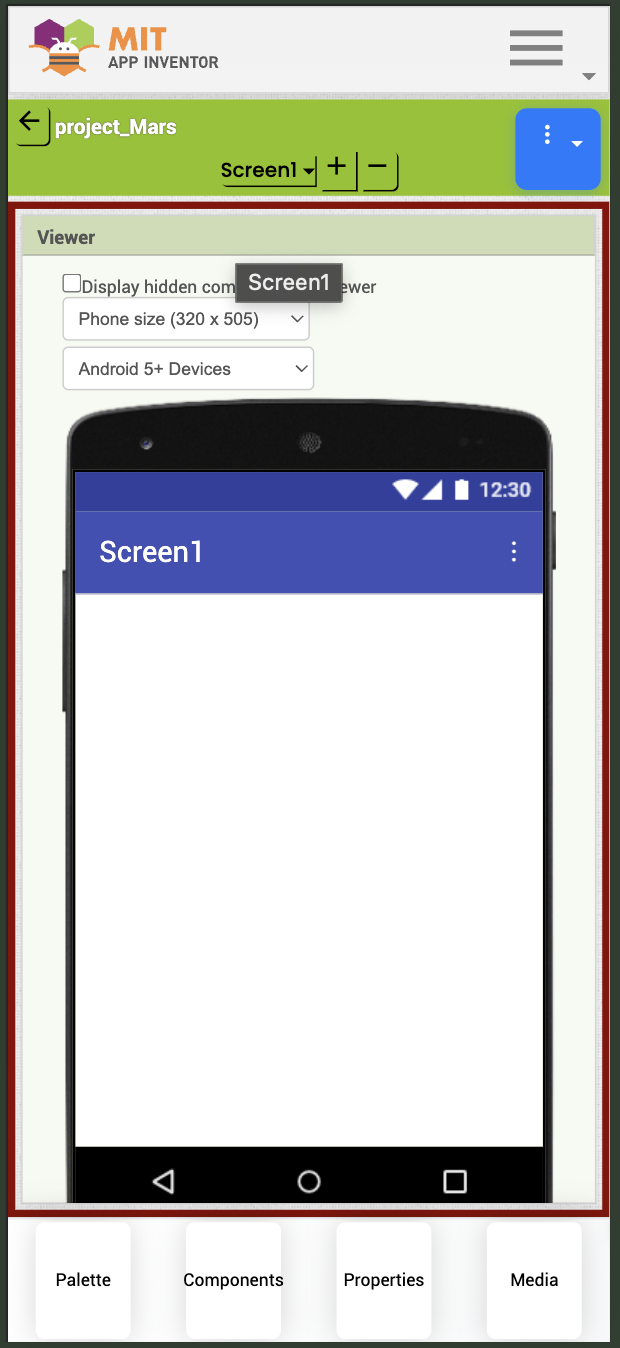 MIT
APP INVENTOR
project_Mars
Screen1
+ −
Viewer
Display hidden com
ewer
Screen1
Phone size (320 x 505)
Android 5+ Devices
12:30
Screen1
Palette
Components
Properties
Media